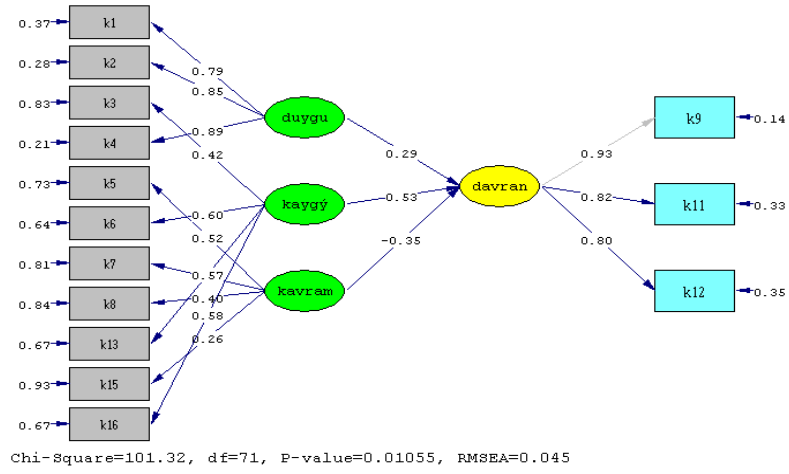 0.37 k1
0.28 k2
0.83 k3
0.21 k4
0.73 k5
0.64 k6
0.81 k7
0.84 k8
0.67 k13
0.93 k15
0.67 k16
0.79
0.85
0.89
0.42
0.60
0.52
0.57
0.40
0.58
0.26
duygu
kaygý
kavram
0.29
0.53
-0.35
davran
0.93
0.82
0.80
k9 0.14
k11 0.33
k12 0.35
Chi-Square=101.32, df=71, P-value=0.01055, RMSEA=0.045